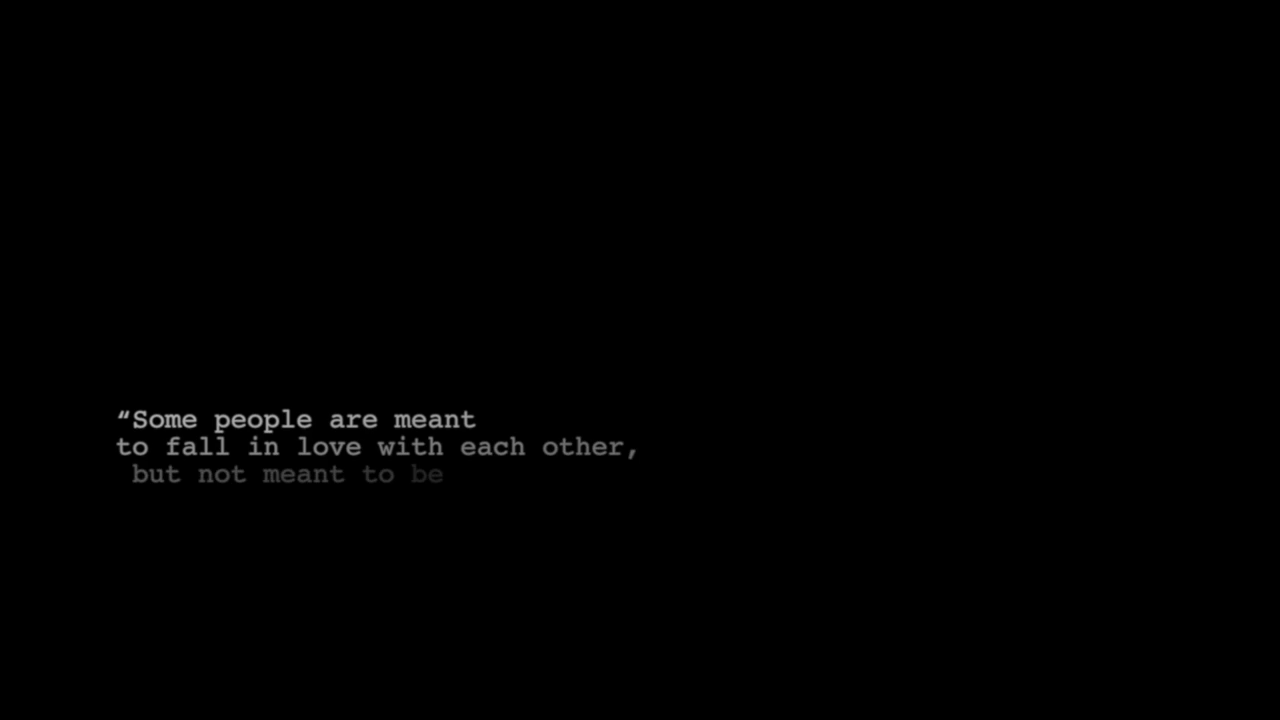 “Some people are meant
to fall in love with each other,
but not meant to be